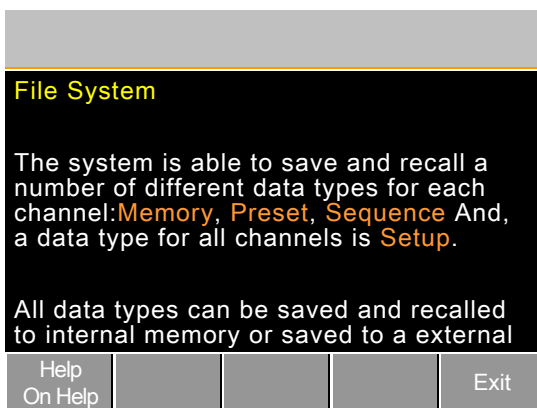 File System
The system is able to save and recall a
number of different data types for each
channel:Memory, Preset, Sequence And,
a data type for all channels is Setup.
All data types can be saved and recalled
to internal memory or saved to a external
Help
On Help
Exit